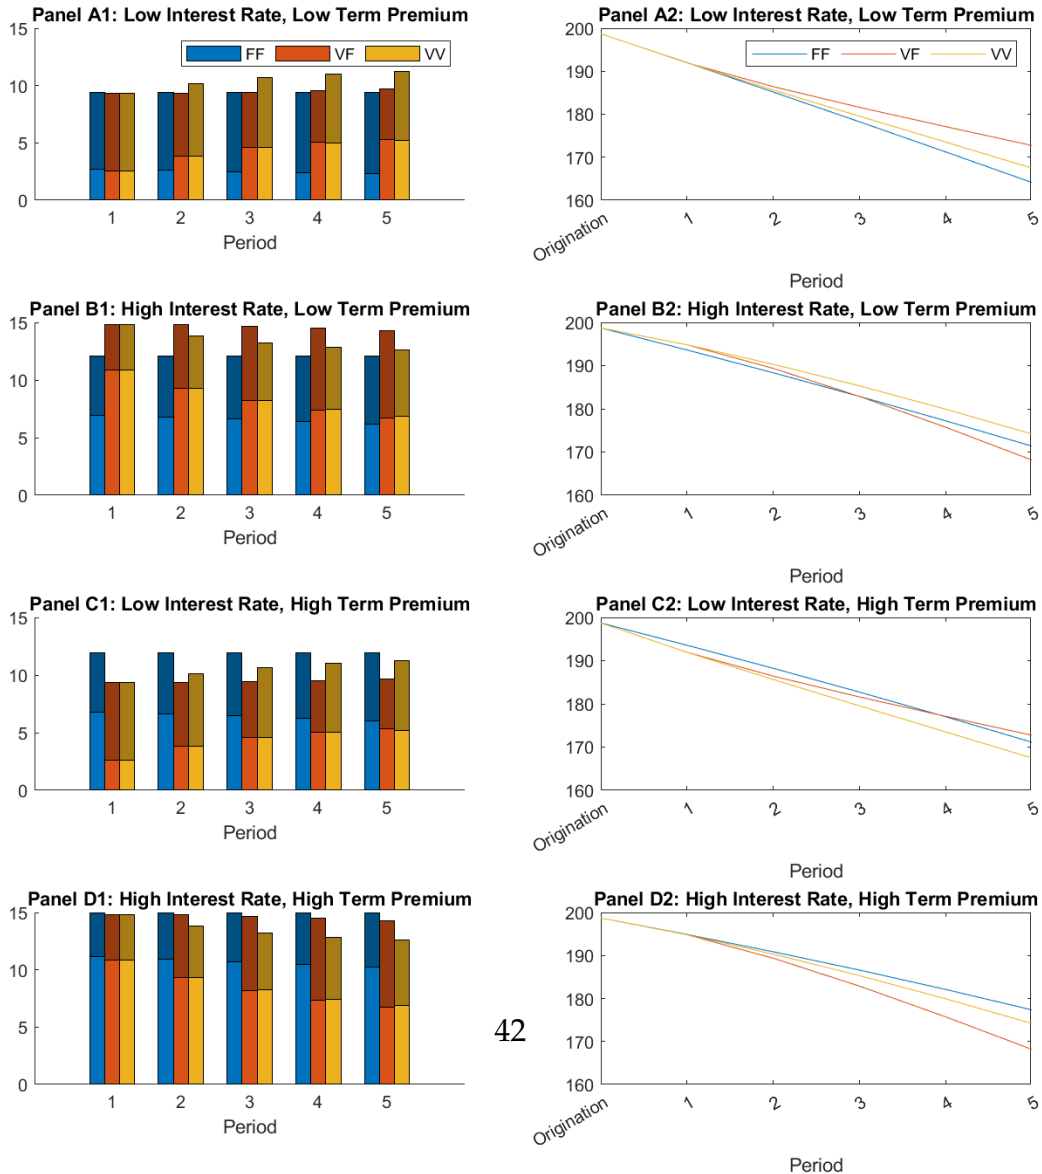 Panel A1: Low Interest Rate, Low Term Premium
15
10
5
0
FF VF VV
1 2 3 4 5
Period
Panel A2: Low Interest Rate, Low Term Premium
200
190
180
170
160
FF VF VV
Origination 1 2 3 4 5
Period
Panel B1: High Interest Rate, Low Term Premium
15
10
5
0
1 2 3 4 5
Period
Panel B2: High Interest Rate, Low Term Premium
200
190
180
170
160
Origination 1 2 3 4 5
Period
Panel C1: Low Interest Rate, High Term Premium
15
10
5
0
1 2 3 4 5
Period
Panel C2: Low Interest Rate, High Term Premium
200
190
180
170
160
Origination 1 2 3 4 5
Period
Panel D1: High Interest Rate, High Term Premium
15
10
5
0
1 2 3 4 5
Period
42
Panel D2: High Interest Rate, High Term Premium
200
190
180
170
160
Origination 1 2 3 4 5
Period